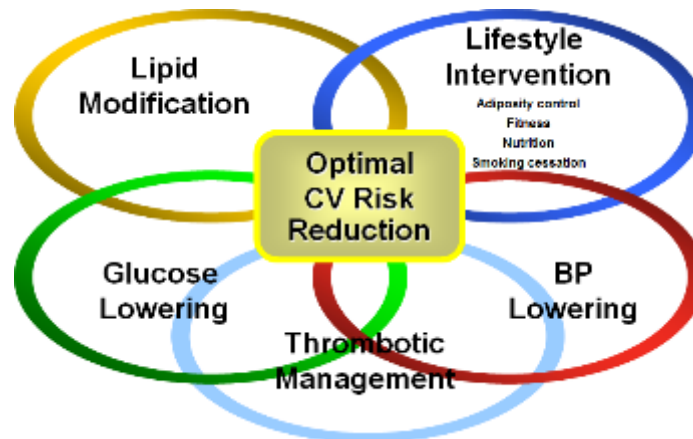 Lipid
Modification
Lifestyle
Intervention
Adiposity control
Fitness
Nutrition
Smoking cessation
Optimal
CV Risk
Reduction
Glucose
Lowering
BP
Lowering
Thrombotic
Management